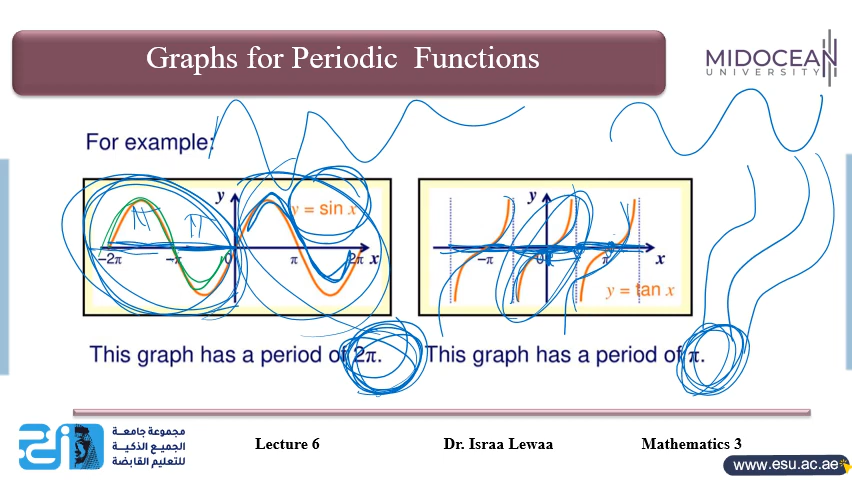 Graphs for Periodic Functions
MIDOCEAN
UNIVERSITY
For example:
π π
y
y = sin x
−2π −π 0 π 2π x
y
−π 0 π x
y = tan x
This graph has a period of 2π.
This graph has a period of π.
مجموعة جامعة
الجميع الذكية
للتعليم القابضة
Lecture 6
Dr. Israa Lewaa
Mathematics 3
www.esu.ac.ae